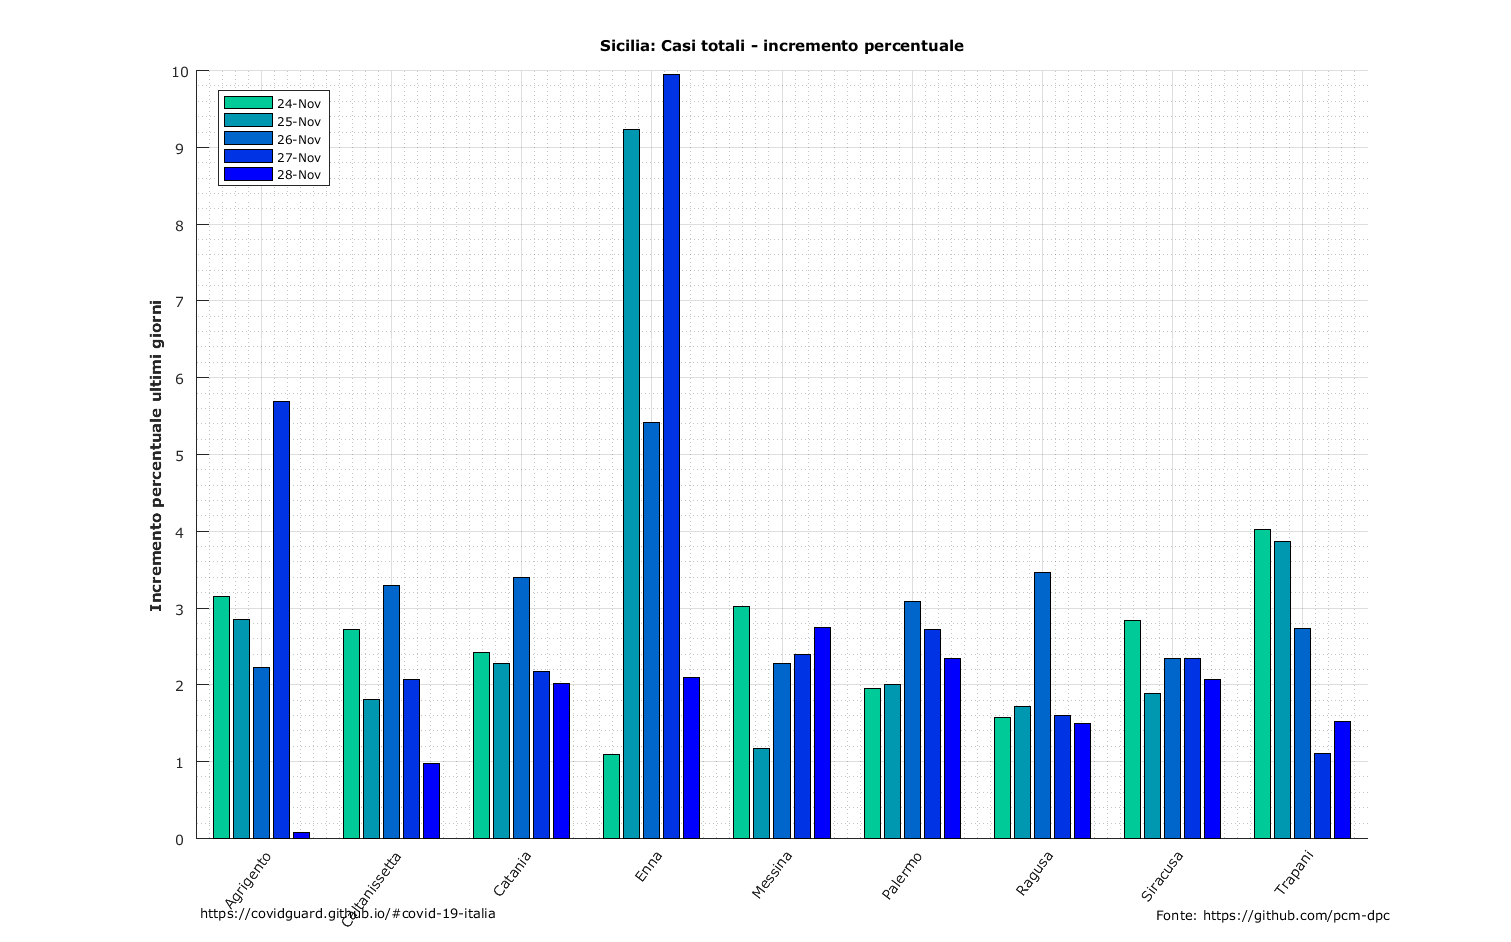 Sicilia: Casi totali - incremento percentuale
Incremento percentuale ultimi giorni
10
9
8
7
6
5
4
3
2
1
0
24-Nov
25-Nov
26-Nov
27-Nov
28-Nov
Agrigento
Caltanissetta
Catania
Enna
Messina
Palermo
Ragusa
Siracusa
Trapani
https://covidguard.github.io/#covid-19-italia
Fonte: https://github.com/pcm-dpc